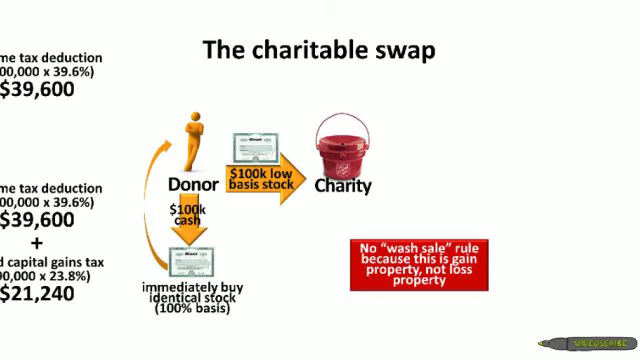 The charitable swap
me tax deduction
00,000 x 39.6%)
$39,600
me tax deduction
00,000 x 39.6%)
$39,600
+
d capital gains tax
90,000 x 23.8%)
$21,240
Donor
$100k low
basis stock
Charity
$100k
cash
immediately buy
identical stock
(100% basis)
No "wash sale" rule
because this is gain
property, not loss
property
VIDEOSCRIBE